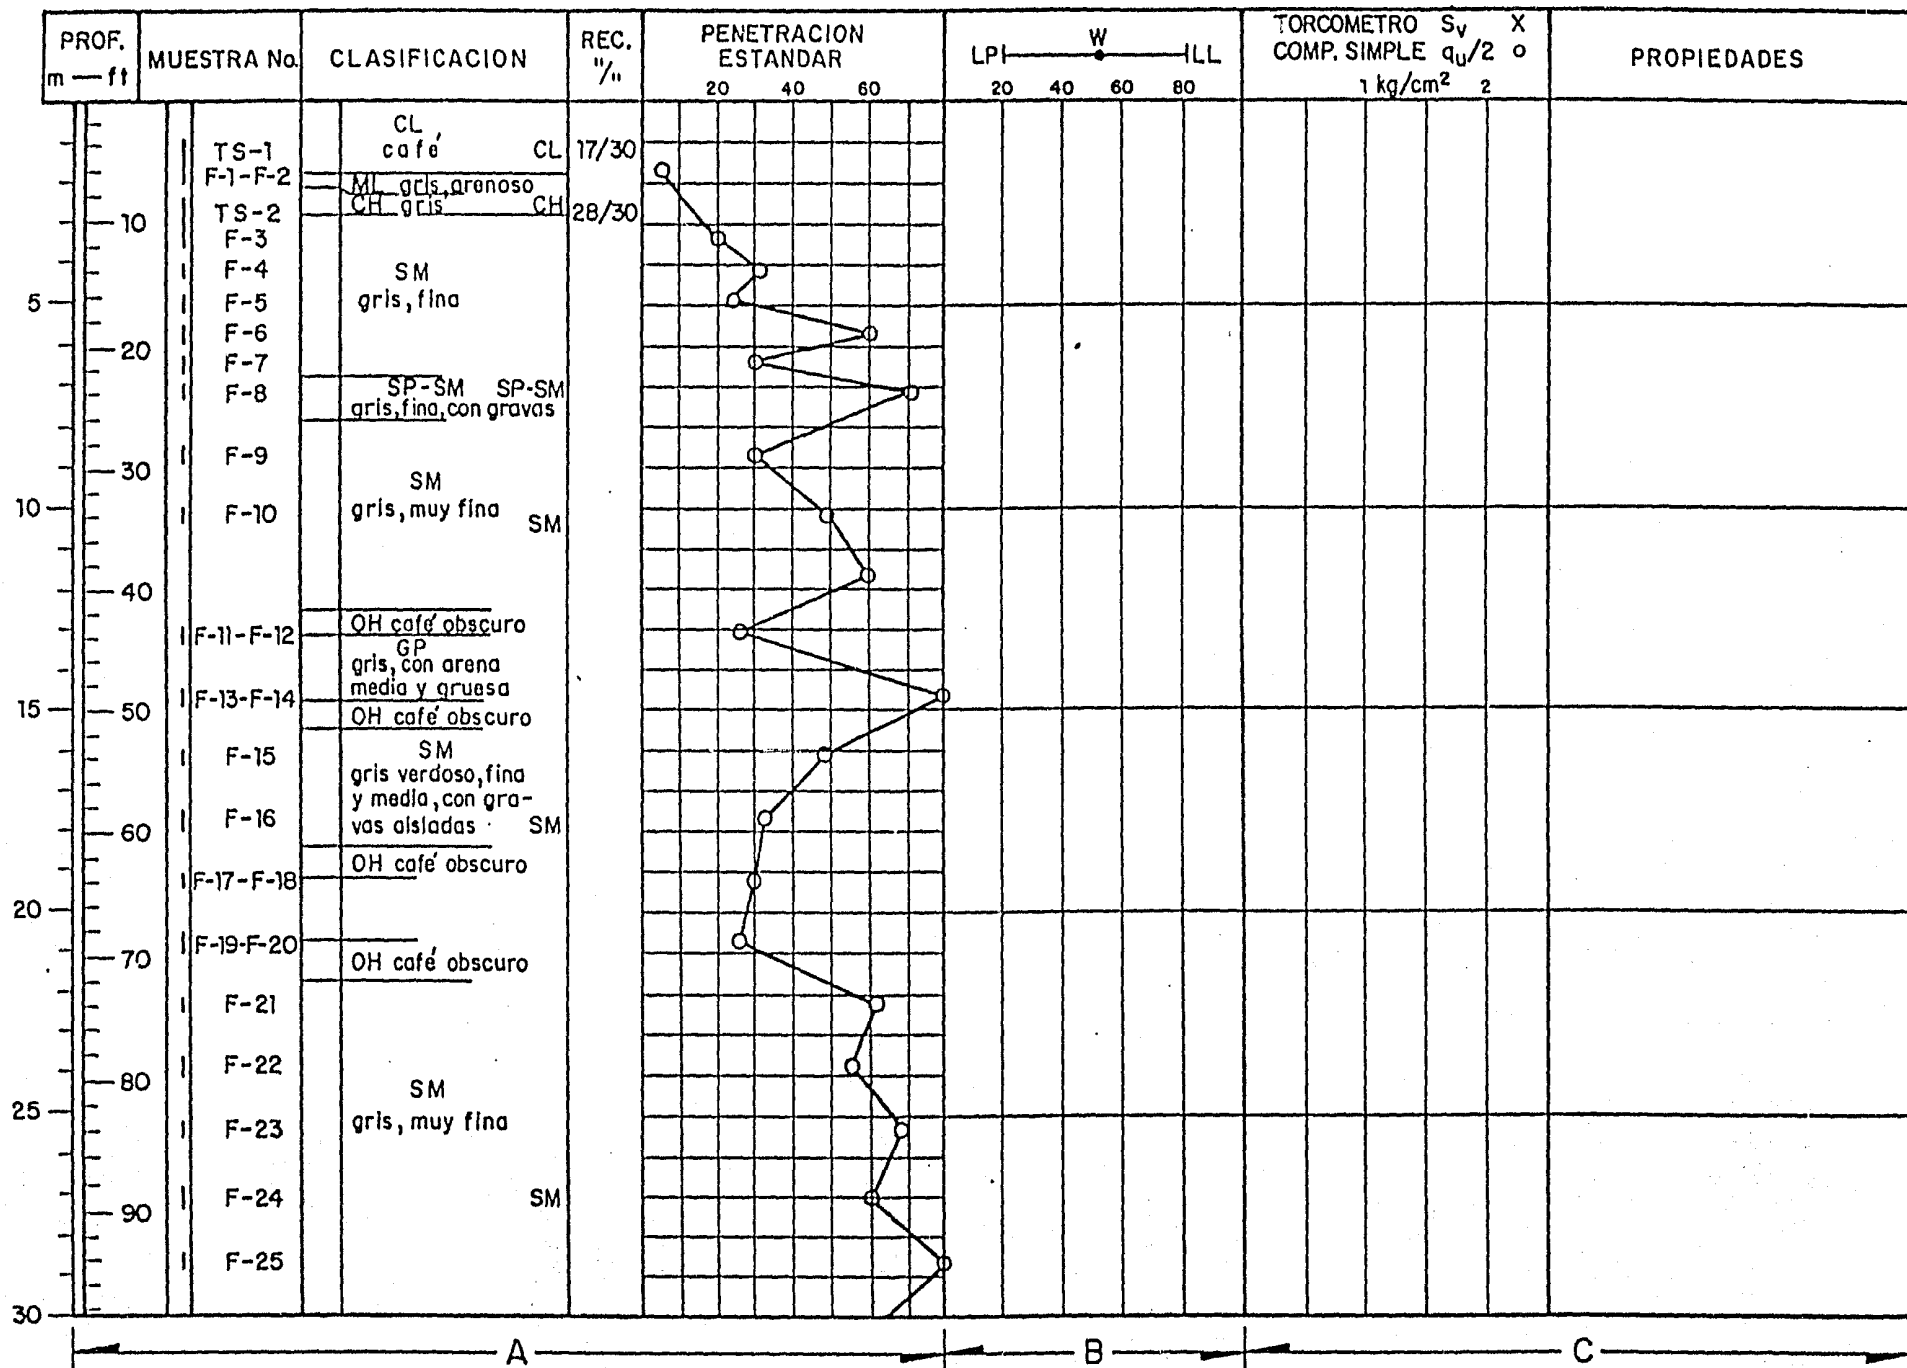 PROF.
m — ft
MUESTRA No.
CLASIFICACION
REC.
"/"
PENETRACION
ESTANDAR
20 40 60
W
LP LL
20 40 60 80
TORCOMETRO Sv X
COMP. SIMPLE qu/2 o
1 kg/cm² 2
PROPIEDADES
CL
TS-1 café CL 17/30
F-1-F-2
ML gris, arenoso
TS-2 CH gris CH 28/30
10
F-3
F-4 SM
5 F-5 gris, fina
F-6
20
F-7
F-8 SP-SM SP-SM
gris, fina, con gravas
F-9
30
SM
10 F-10 gris, muy fina SM
40
OH café obscuro
F-11-F-12
GP
gris, con arena
media y gruesa
F-13-F-14
15 50 OH café obscuro
F-15 SM
gris verdoso, fina
y media, con gra-
F-16 vas aisladas SM
60
OH café obscuro
F-17-F-18
20
F-19-F-20
70 OH café obscuro
F-21
F-22
80 SM
25
F-23 gris, muy fina
F-24 SM
90
F-25
30
A B C